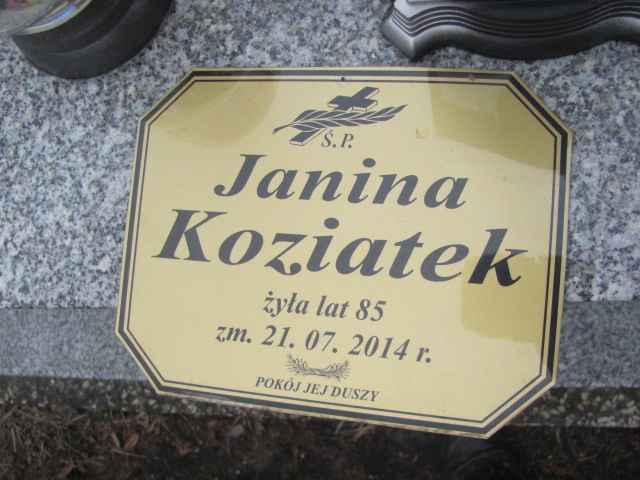 Ś.P.
Janina
Koziatek
żyła lat 85
zm. 21. 07. 2014 r.
POKÓJ JEJ DUSZY